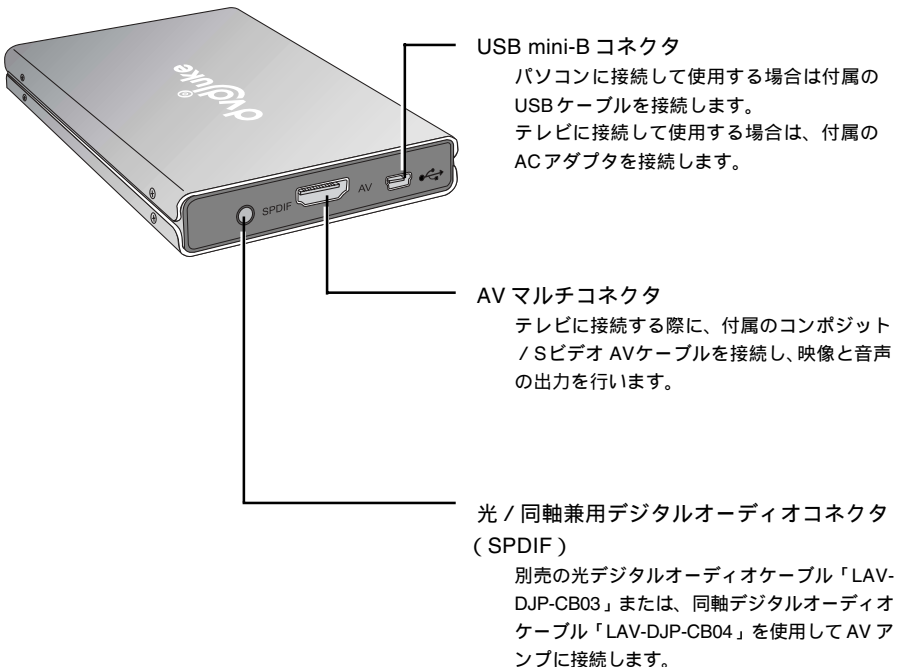 USB mini-B コネクタ
パソコンに接続して使用する場合は付属の
USBケーブルを接続します。
テレビに接続して使用する場合は、付属の
ACアダプタを接続します。
dvdjuke
SPDIF
AV
AV マルチコネクタ
テレビに接続する際に、付属のコンポジット
/ Sビデオ AVケーブルを接続し、映像と音声
の出力を行います。
光 / 同軸兼用デジタルオーディオコネクタ
( SPDIF )
別売の光デジタルオーディオケーブル「LAV-
DJP-CB03」または、同軸デジタルオーディオ
ケーブル「LAV-DJP-CB04」を使用して AV ア
ンプに接続します。